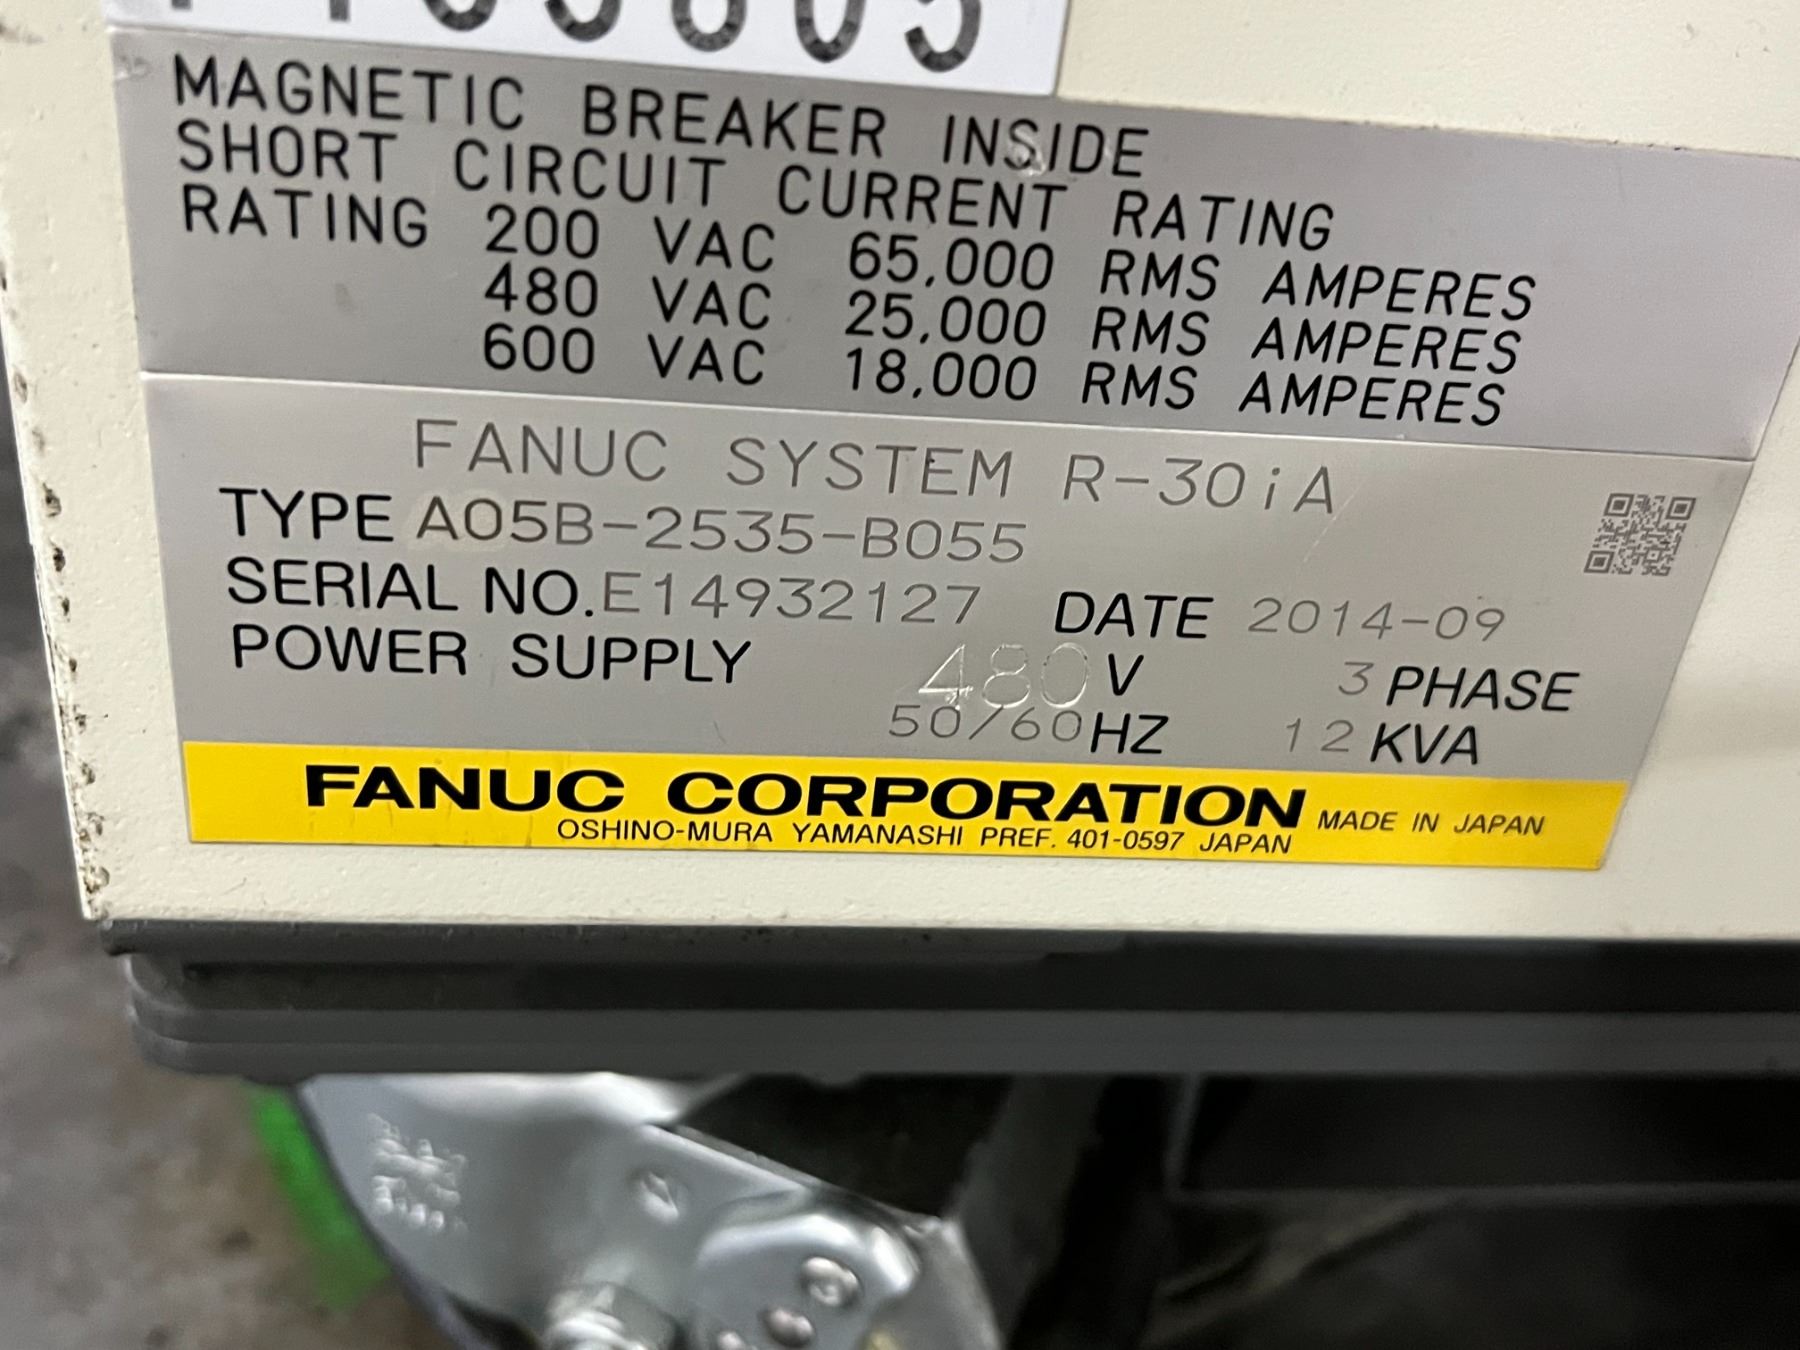 MAGNETIC BREAKER INSIDE
SHORT CIRCUIT CURRENT RATING
RATING 200 VAC 65,000 RMS AMPERES
480 VAC 25,000 RMS AMPERES
600 VAC 18,000 RMS AMPERES
FANUC SYSTEM R-30iA
TYPE A05B-2535-B055
SERIAL NO.E14932127 DATE 2014-09
POWER SUPPLY 480 V 3 PHASE
50/60 HZ 12 KVA
FANUC CORPORATION MADE IN JAPAN
OSHINO-MURA YAMANASHI PREF. 401-0597 JAPAN